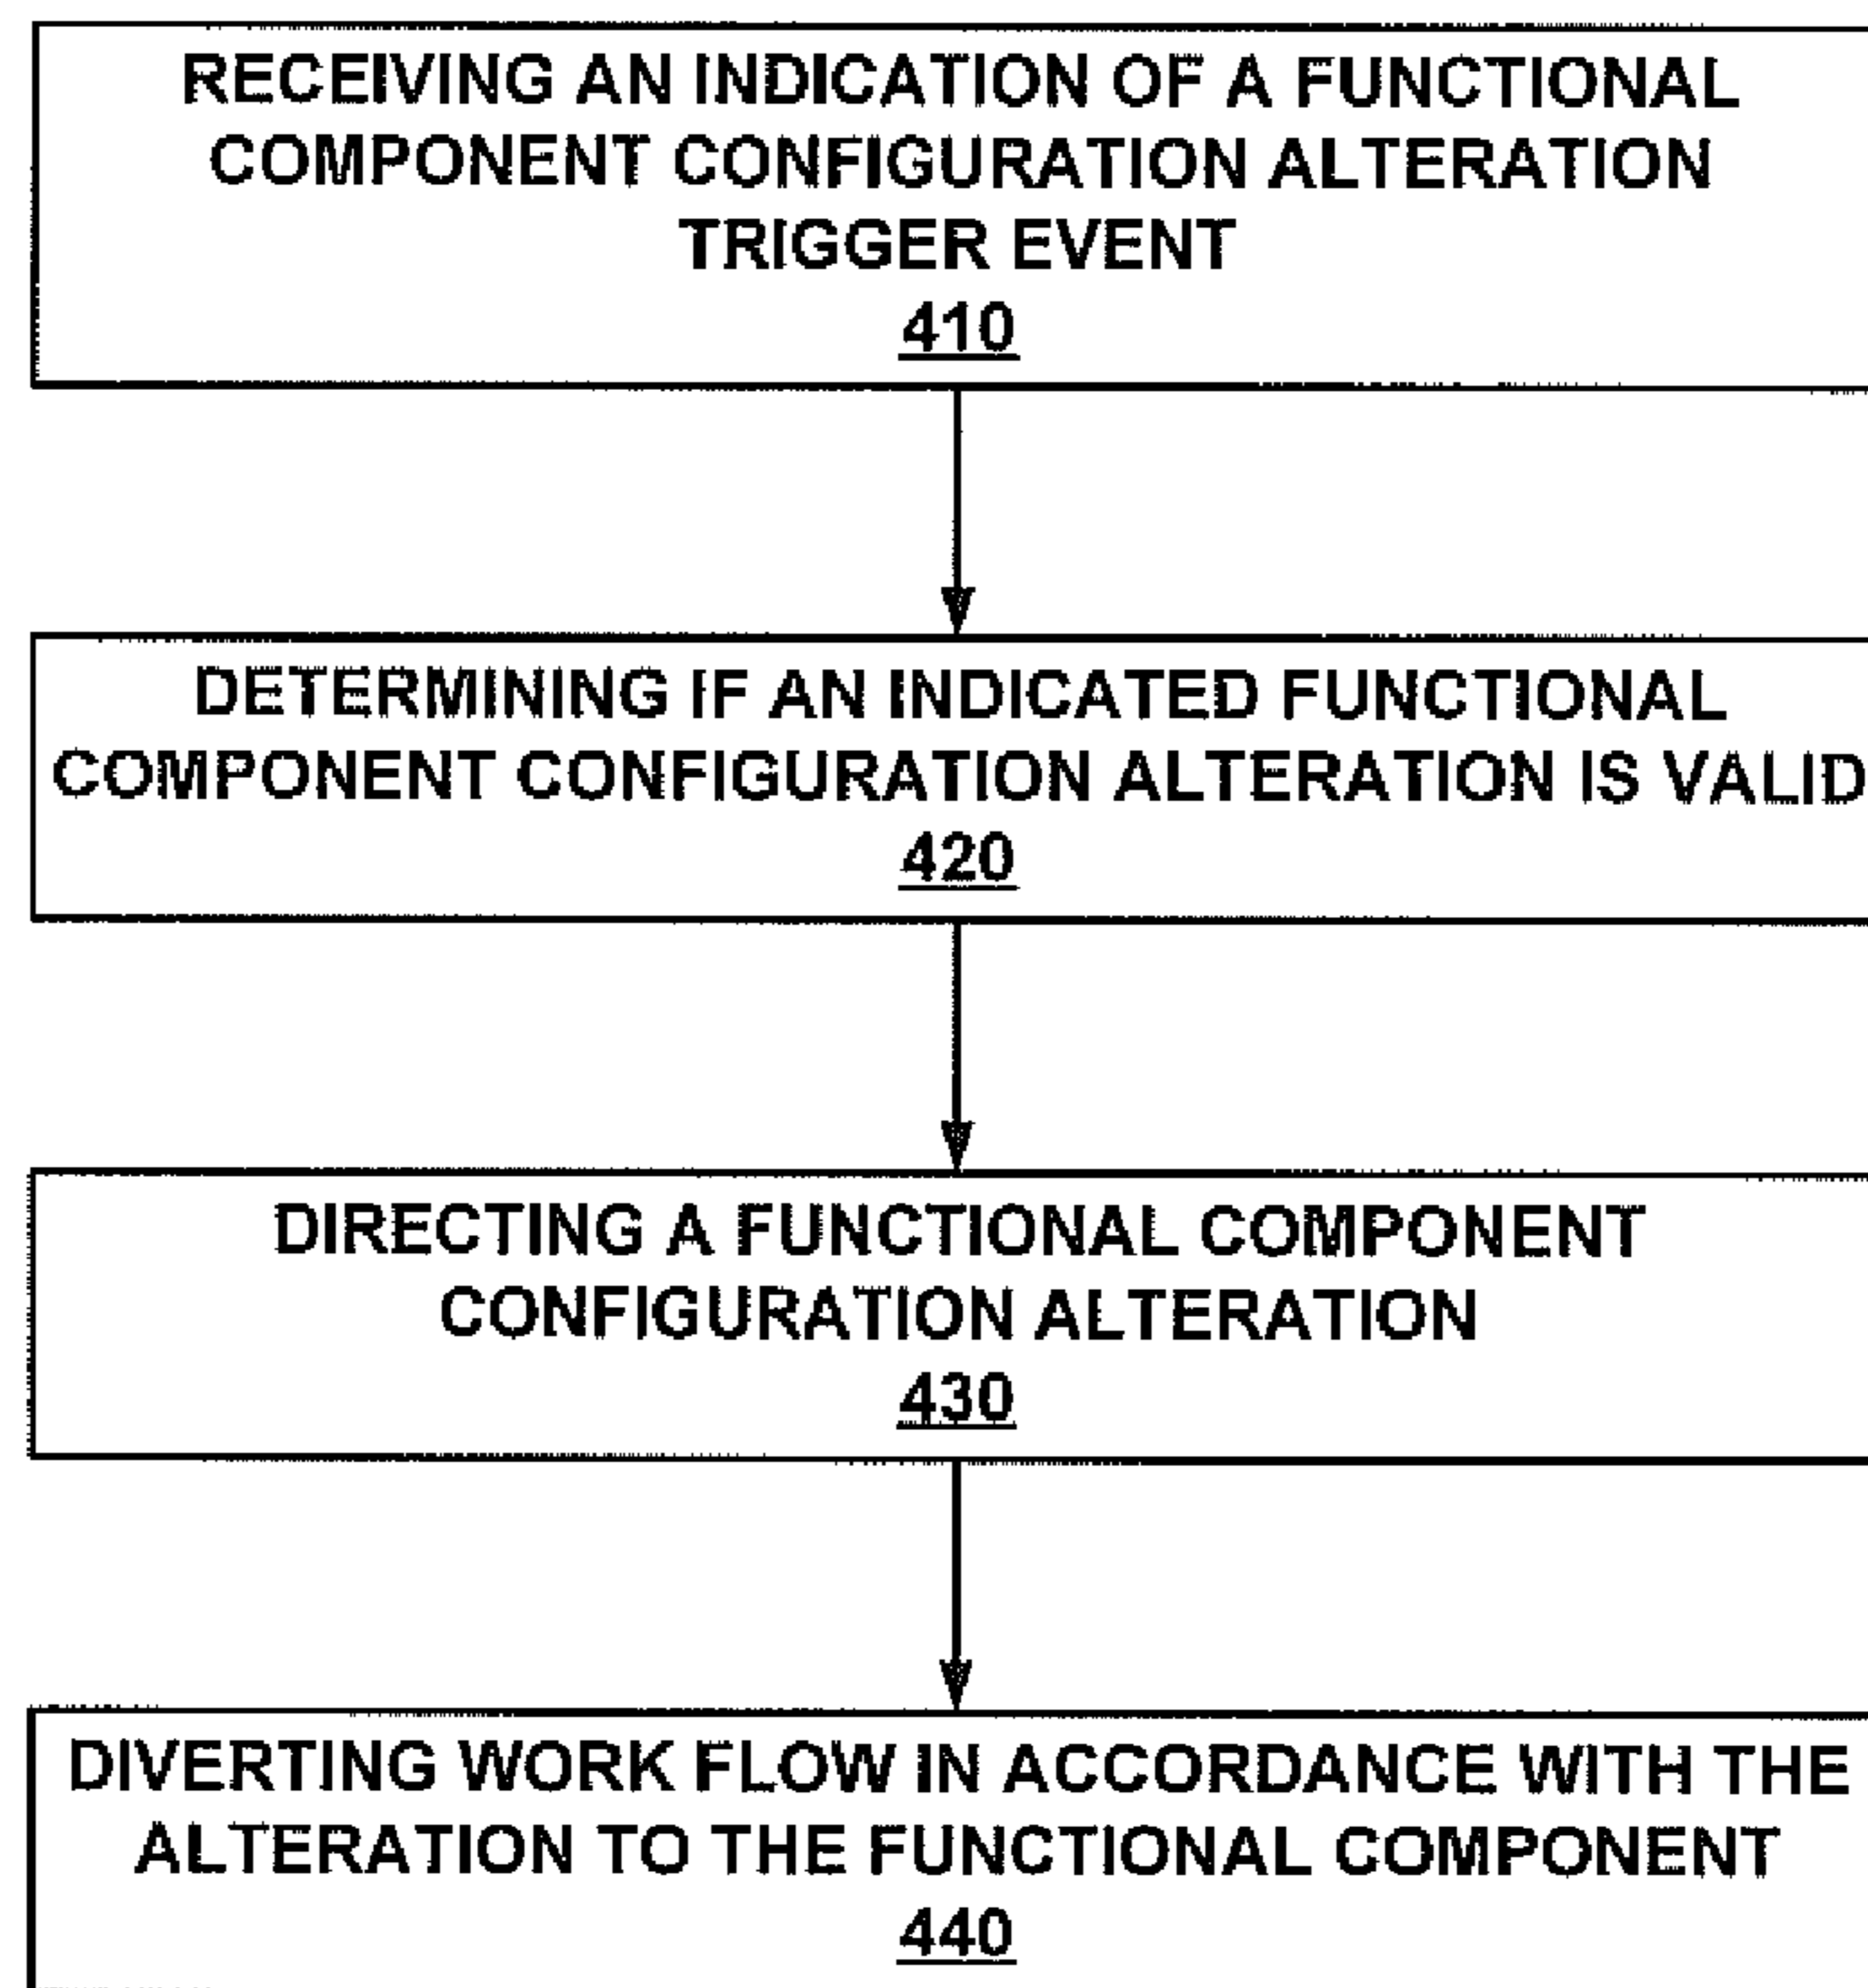 RECEIVING AN INDICATION OF A FUNCTIONAL
COMPONENT CONFIGURATION ALTERATION
TRIGGER EVENT
410
DETERMINING IF AN INDICATED FUNCTIONAL
COMPONENT CONFIGURATION ALTERATION IS VALID
420
DIRECTING A FUNCTIONAL COMPONENT
CONFIGURATION ALTERATION
430
DIVERTING WORK FLOW IN ACCORDANCE WITH THE
ALTERATION TO THE FUNCTIONAL COMPONENT
440